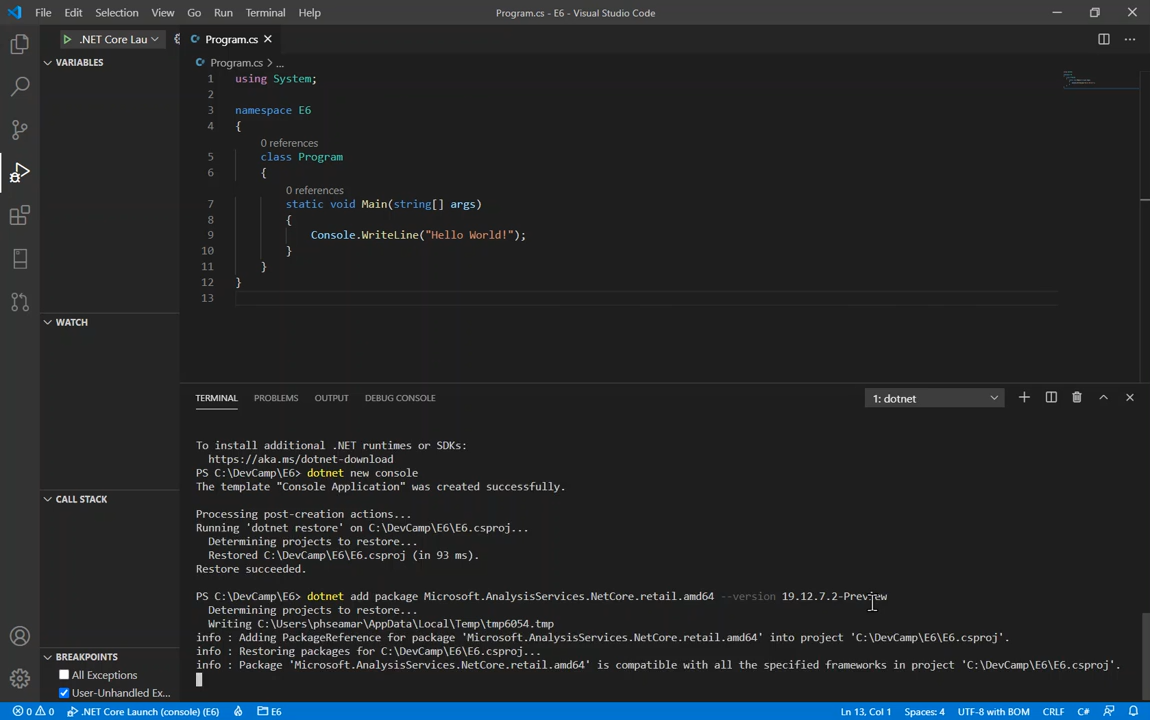 File Edit Selection View Go Run Terminal Help
Program.cs - E6 - Visual Studio Code
.NET Core Lau
Program.cs
VARIABLES
Program.cs > ...
1 using System;
2
3 namespace E6
4 {
0 references
5 class Program
6 {
0 references
7 static void Main(string[] args)
8 {
9 Console.WriteLine("Hello World!");
10 }
11 }
12 }
13
WATCH
CALL STACK
BREAKPOINTS
All Exceptions
User-Unhandled Ex...
TERMINAL PROBLEMS OUTPUT DEBUG CONSOLE
1: dotnet
To install additional .NET runtimes or SDKs:
https://aka.ms/dotnet-download
PS C:\DevCamp\E6> dotnet new console
The template "Console Application" was created successfully.
Processing post-creation actions...
Running 'dotnet restore' on C:\DevCamp\E6\E6.csproj...
Determining projects to restore...
Restored C:\DevCamp\E6\E6.csproj (in 93 ms).
Restore succeeded.
PS C:\DevCamp\E6> dotnet add package Microsoft.AnalysisServices.NetCore.retail.amd64 --version 19.12.7.2-Preview
Determining projects to restore...
Writing C:\Users\phseamar\AppData\Local\Temp\tmp6054.tmp
info : Adding PackageReference for package 'Microsoft.AnalysisServices.NetCore.retail.amd64' into project 'C:\DevCamp\E6\E6.csproj'.
info : Restoring packages for C:\DevCamp\E6\E6.csproj...
info : Package 'Microsoft.AnalysisServices.NetCore.retail.amd64' is compatible with all the specified frameworks in project 'C:\DevCamp\E6\E6.csproj'.
0 0 .NET Core Launch (console) (E6) E6
Ln 13, Col 1 Spaces: 4 UTF-8 with BOM CRLF C#